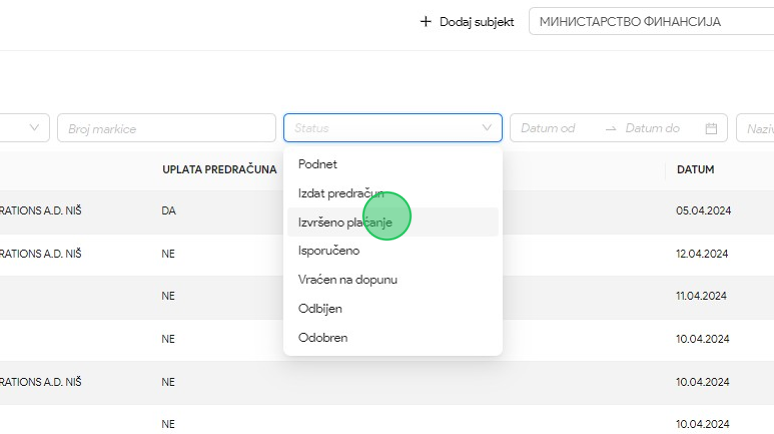 + Dodaj subjekt
МИНИСТАРСТВО ФИНАНСИЈА
Broj markice
Status
Datum od → Datum do
Naziv
UPLATA PREDRAČUNA
DATUM
Podnet
Izdat predračun
Izvršeno plaćanje
Isporučeno
Vraćen na dopunu
Odbijen
Odobren
RATIONS A.D. NIŠ DA 05.04.2024
RATIONS A.D. NIŠ NE 12.04.2024
NE 11.04.2024
NE 10.04.2024
RATIONS A.D. NIŠ NE 10.04.2024
NE 10.04.2024